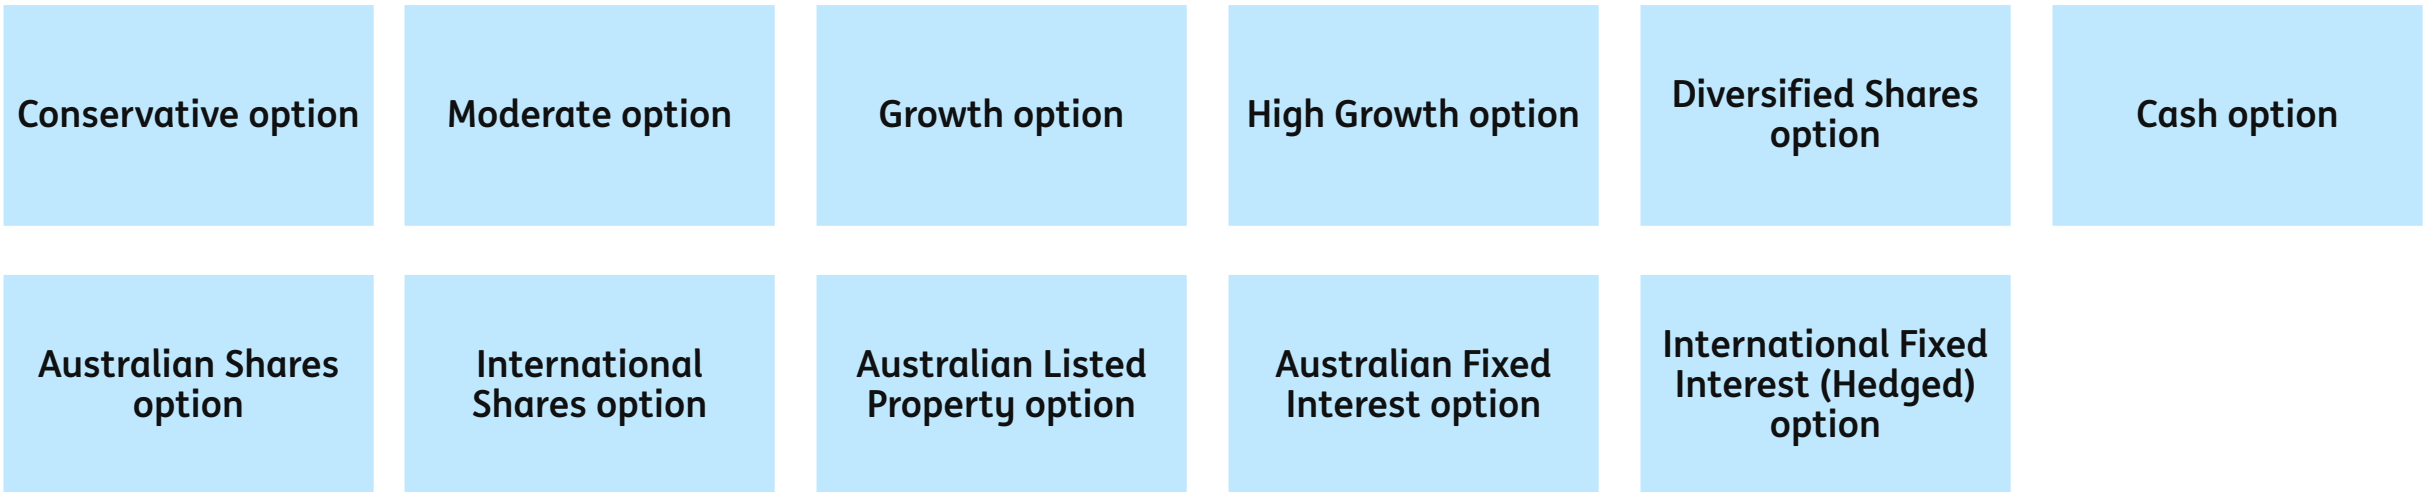 Conservative option
Moderate option
Growth option
High Growth option
Diversified Shares
option
Cash option
Australian Shares
option
International
Shares option
Australian Listed
Property option
Australian Fixed
Interest option
International Fixed
Interest (Hedged)
option